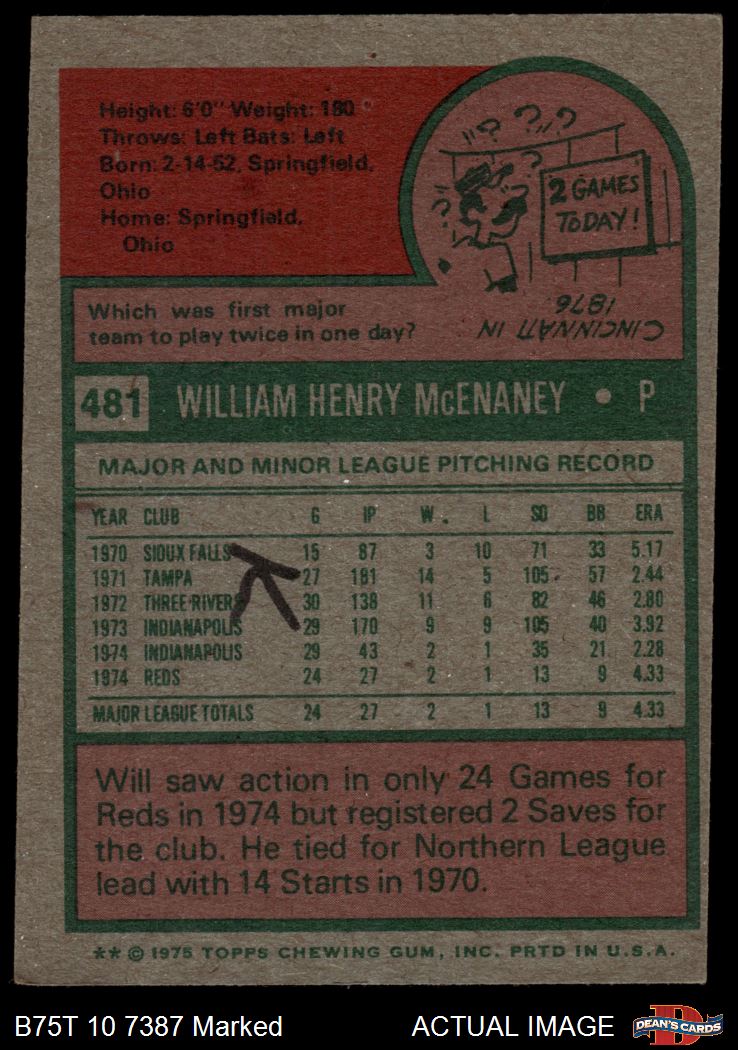 Height: 6'0" Weight: 180
Throws: Left Bats: Left
Born: 2-14-52, Springfield,
Ohio
Home: Springfield,
Ohio
? ? ? ?
2 GAMES
TODAY!
Which was first major
team to play twice in one day?
CINCINNATI IN
1876
481 WILLIAM HENRY McENANEY • P
MAJOR AND MINOR LEAGUE PITCHING RECORD
YEAR CLUB G IP W. L SO BB ERA
1970 SIOUX FALLS 15 87 3 10 71 33 5.17
1971 TAMPA 27 181 14 5 105 57 2.44
1972 THREE RIVERS 30 138 11 6 82 46 2.80
1973 INDIANAPOLIS 29 170 9 9 105 40 3.92
1974 INDIANAPOLIS 29 43 2 1 35 21 2.28
1974 REDS 24 27 2 1 13 9 4.33
MAJOR LEAGUE TOTALS 24 27 2 1 13 9 4.33
Will saw action in only 24 Games for
Reds in 1974 but registered 2 Saves for
the club. He tied for Northern League
lead with 14 Starts in 1970.
** © 1975 TOPPS CHEWING GUM, INC. PRTD IN U.S.A.
B75T 10 7387 Marked ACTUAL IMAGE
D
DEAN'S CARDS